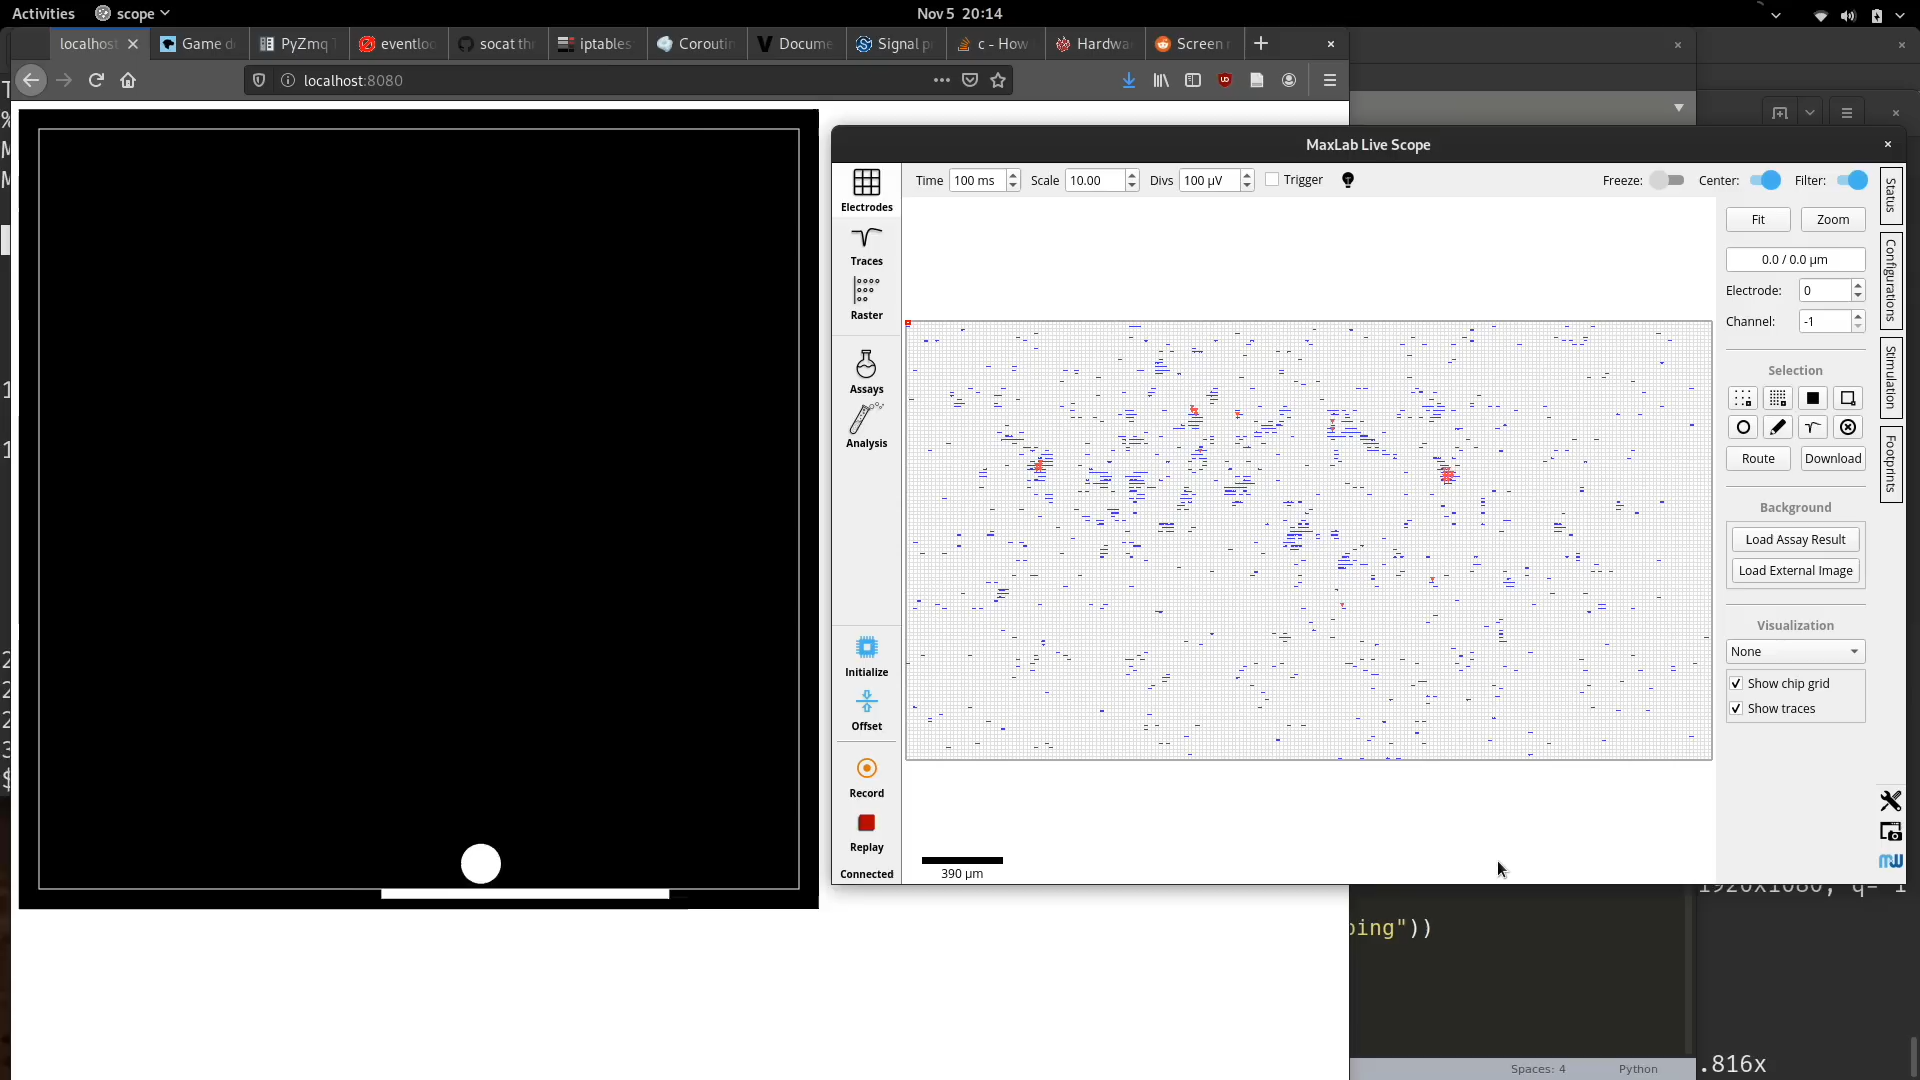 Activities scope Nov 5 20:14
localhost Game d PyZmq T eventloo socat thr iptables Coroutin Docume Signal p c - How Hardwa Screen r
localhost:8080
MaxLab Live Scope
Electrodes
Traces
Raster
Assays
Analysis
Initialize
Offset
Record
Replay
Connected
Time 100 ms Scale 10.00 Divs 100 µV Trigger Freeze: Center: Filter:
390 µm
Fit Zoom
0.0 / 0.0 µm
Electrode: 0
Channel: -1
Selection
Route Download
Background
Load Assay Result
Load External Image
Visualization
None
Show chip grid
Show traces
Status
Configurations
Stimulation
Footprints
ping"))
Spaces: 4 Python
.816x